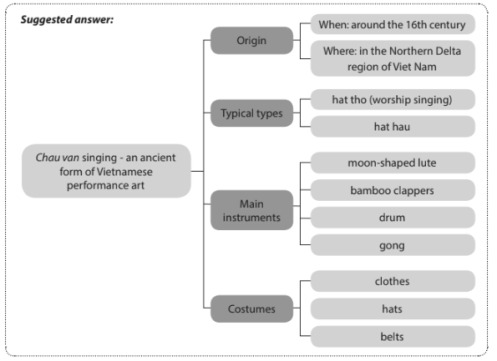 Suggested answer:
Chau van singing - an ancient
form of Vietnamese
performance art
Origin
When: around the 16th century
Where: in the Northern Delta
region of Viet Nam
Typical types
hat tho (worship singing)
hat hau
Main
instruments
moon-shaped lute
bamboo clappers
drum
gong
Costumes
clothes
hats
belts